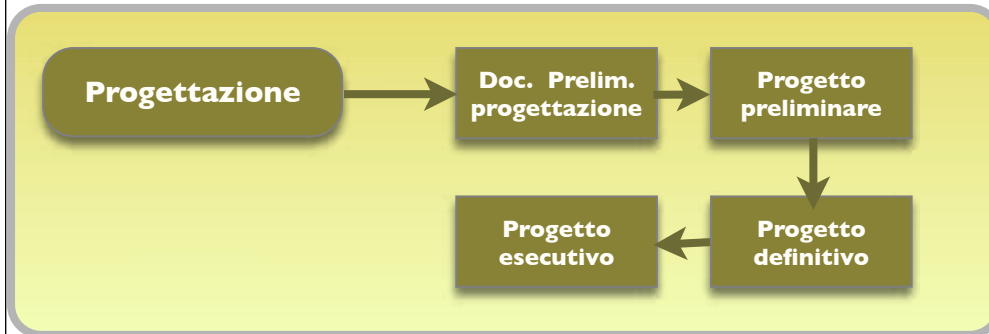 Progettazione
Doc. Prelim.
progettazione
Progetto
preliminare
Progetto
definitivo
Progetto
esecutivo